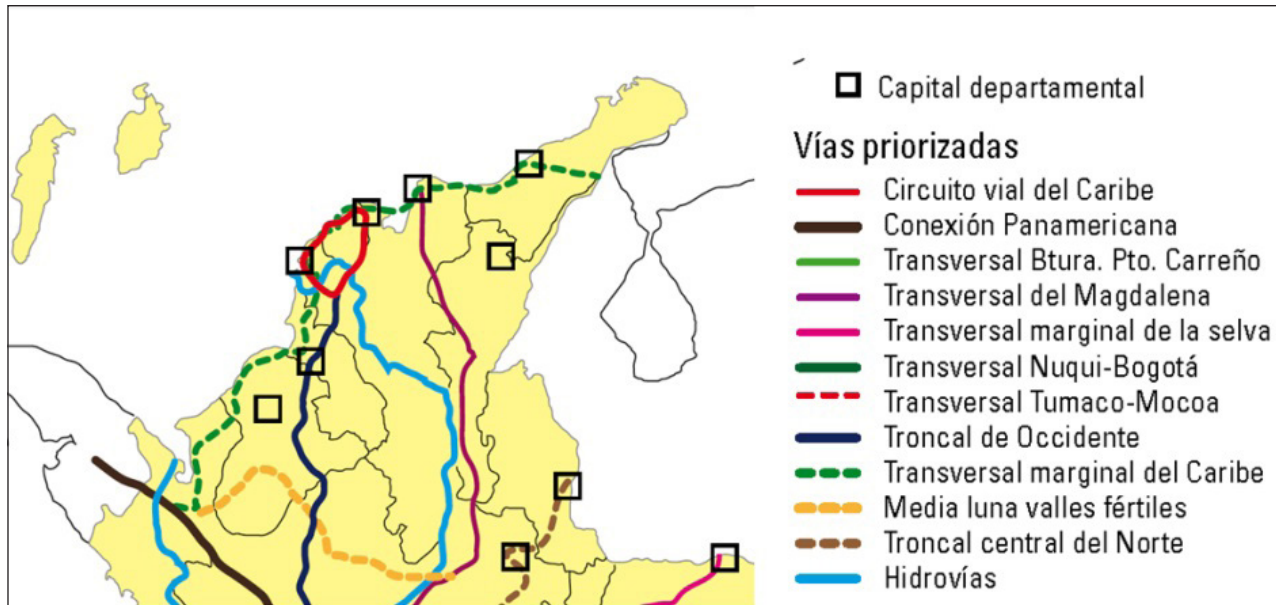 Capital departamental
Vías priorizadas
Circuito vial del Caribe
Conexión Panamericana
Transversal Btura. Pto. Carreño
Transversal del Magdalena
Transversal marginal de la selva
Transversal Nuqui-Bogotá
Transversal Tumaco-Mocoa
Troncal de Occidente
Transversal marginal del Caribe
Media luna valles fértiles
Troncal central del Norte
Hidrovías